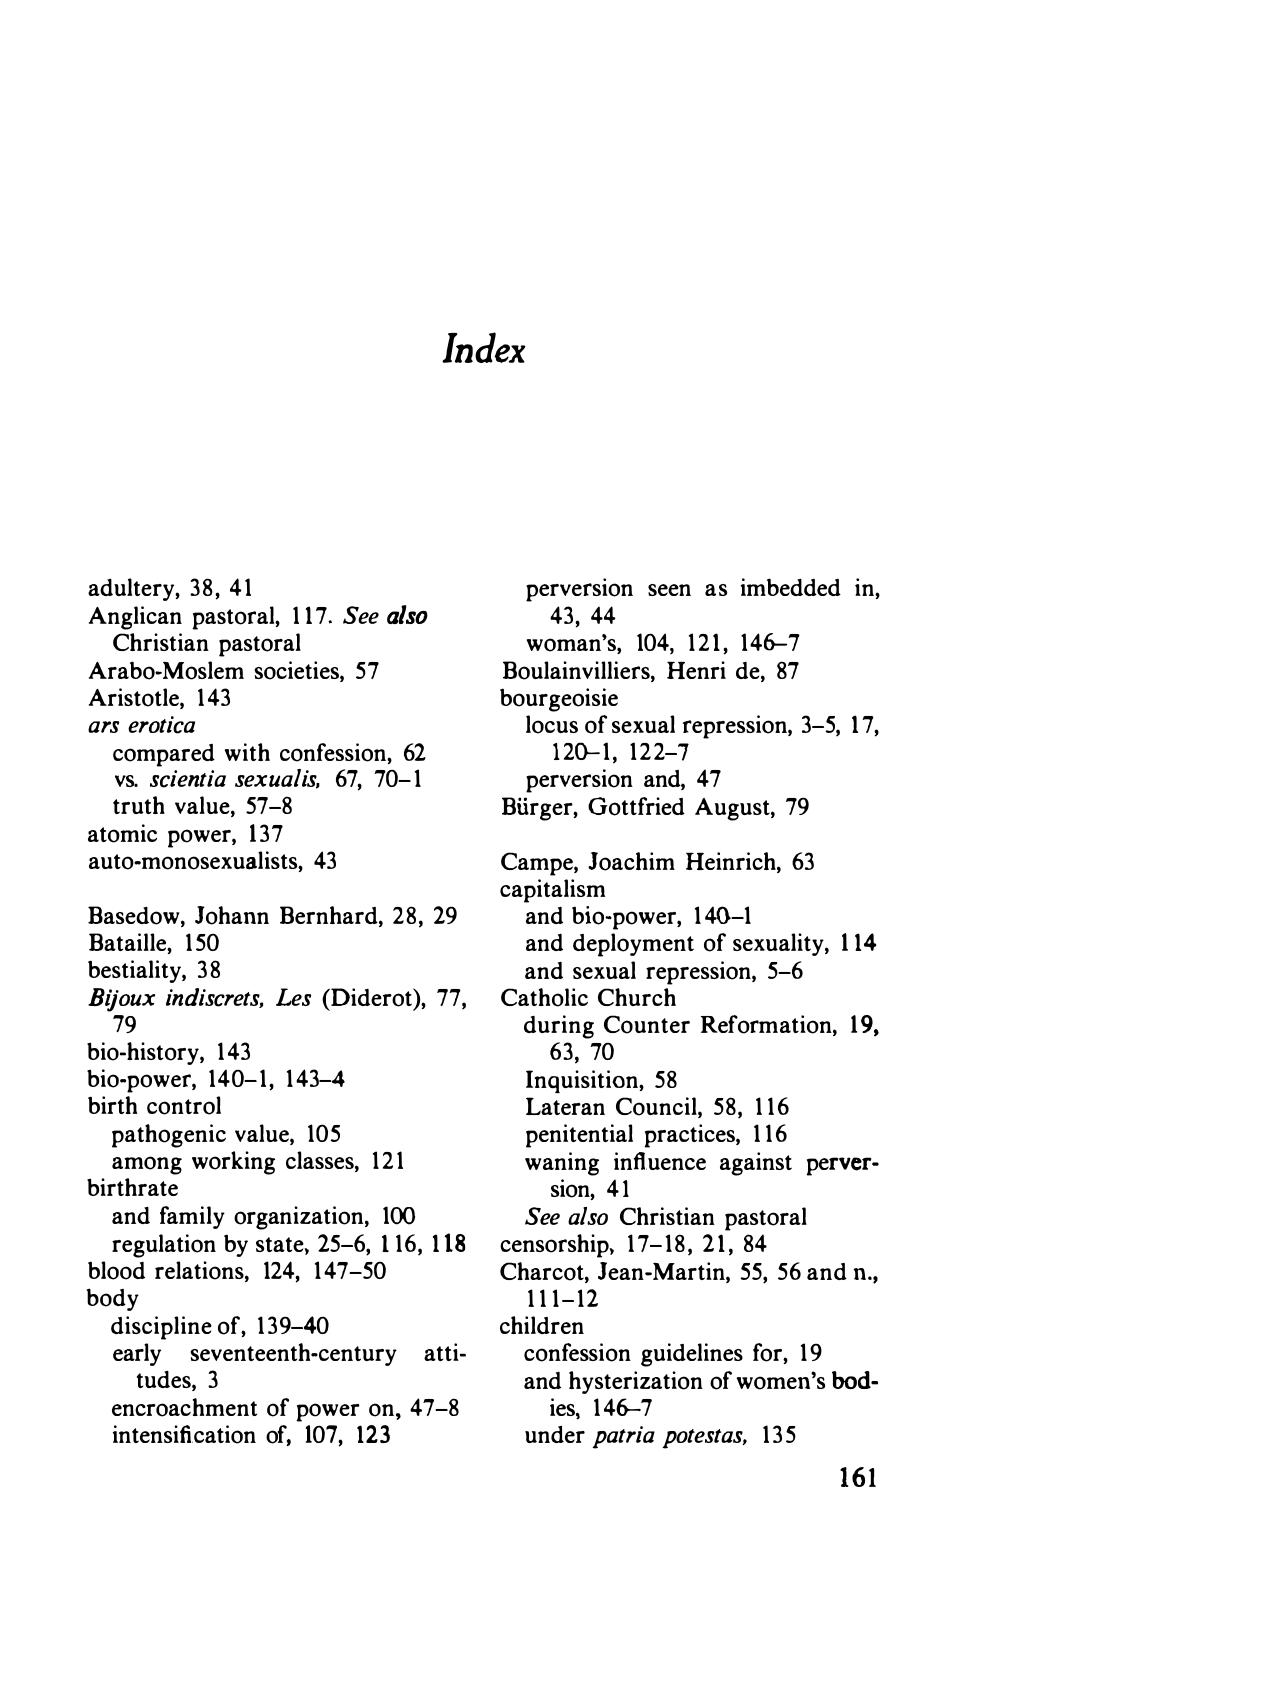 Index
adultery, 38, 41
Anglican pastoral, 117. See also
Christian pastoral
Arabo-Moslem societies, 57
Aristotle, 143
ars erotica
compared with confession, 62
vs. scientia sexualis, 67, 70–1
truth value, 57–8
atomic power, 137
auto-monosexualists, 43
Basedow, Johann Bernhard, 28, 29
Bataille, 150
bestiality, 38
Bijoux indiscrets, Les (Diderot), 77,
79
bio-history, 143
bio-power, 140–1, 143–4
birth control
pathogenic value, 105
among working classes, 121
birthrate
and family organization, 100
regulation by state, 25–6, 116, 118
blood relations, 124, 147–50
body
discipline of, 139–40
early seventeenth-century atti-
tudes, 3
encroachment of power on, 47–8
intensification of, 107, 123
perversion seen as imbedded in,
43, 44
woman's, 104, 121, 146–7
Boulainvilliers, Henri de, 87
bourgeoisie
locus of sexual repression, 3–5, 17,
120–1, 122–7
perversion and, 47
Bürger, Gottfried August, 79
Campe, Joachim Heinrich, 63
capitalism
and bio-power, 140–1
and deployment of sexuality, 114
and sexual repression, 5–6
Catholic Church
during Counter Reformation, 19,
63, 70
Inquisition, 58
Lateran Council, 58, 116
penitential practices, 116
waning influence against perver-
sion, 41
See also Christian pastoral
censorship, 17–18, 21, 84
Charcot, Jean-Martin, 55, 56 and n.,
111–12
children
confession guidelines for, 19
and hysterization of women's bod-
ies, 146–7
under patria potestas, 135
161